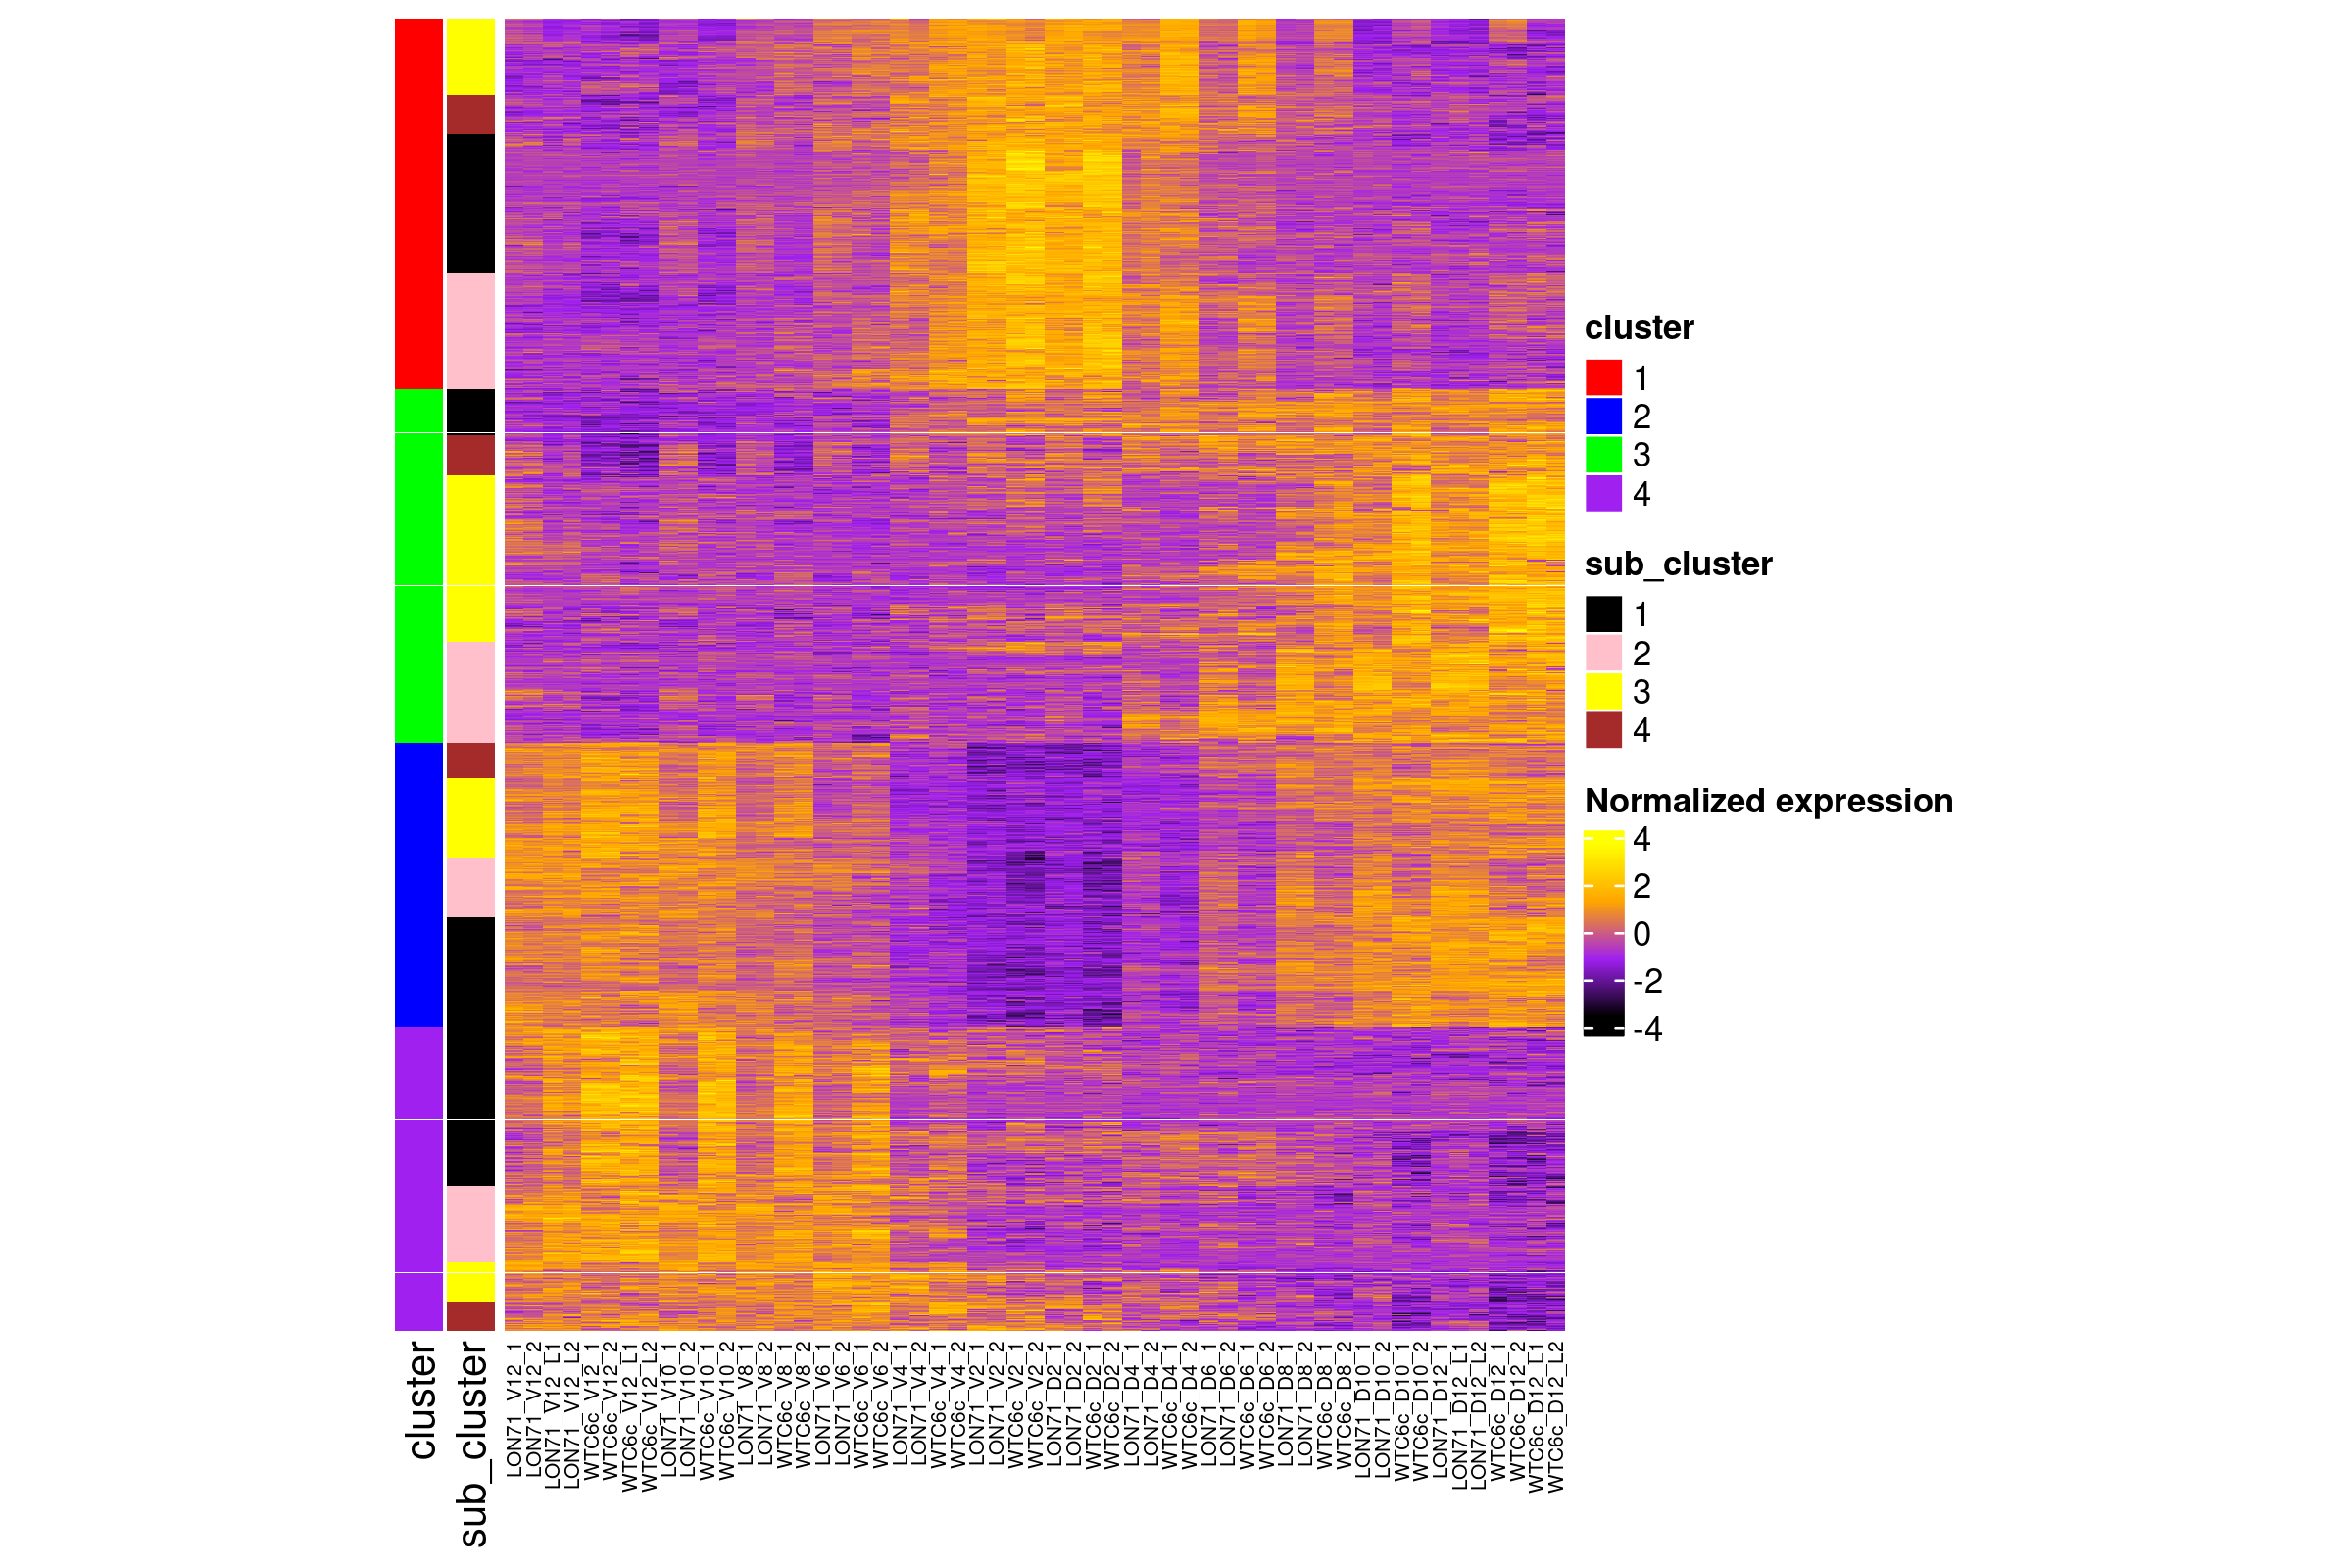 cluster
1
2
3
4
sub_cluster
1
2
3
4
Normalized expression
4
2
0
-2
-4
cluster
sub_cluster
LON71_V12_1
LON71_V12_2
LON71_V12_L1
LON71_V12_L2
WTC6c_V12_1
WTC6c_V12_2
WTC6c_V12_L1
WTC6c_V12_L2
LON71_V10_1
LON71_V10_2
WTC6c_V10_1
WTC6c_V10_2
LON71_V8_1
LON71_V8_2
WTC6c_V8_1
WTC6c_V8_2
LON71_V6_1
LON71_V6_2
WTC6c_V6_1
WTC6c_V6_2
LON71_V4_1
LON71_V4_2
WTC6c_V4_1
WTC6c_V4_2
LON71_V2_1
LON71_V2_2
WTC6c_V2_1
WTC6c_V2_2
LON71_D2_1
LON71_D2_2
WTC6c_D2_1
WTC6c_D2_2
LON71_D4_1
LON71_D4_2
WTC6c_D4_1
WTC6c_D4_2
LON71_D6_1
LON71_D6_2
WTC6c_D6_1
WTC6c_D6_2
LON71_D8_1
LON71_D8_2
WTC6c_D8_1
WTC6c_D8_2
LON71_D10_1
LON71_D10_2
WTC6c_D10_1
WTC6c_D10_2
LON71_D12_1
LON71_D12_L1
LON71_D12_L2
WTC6c_D12_1
WTC6c_D12_2
WTC6c_D12_L1
WTC6c_D12_L2